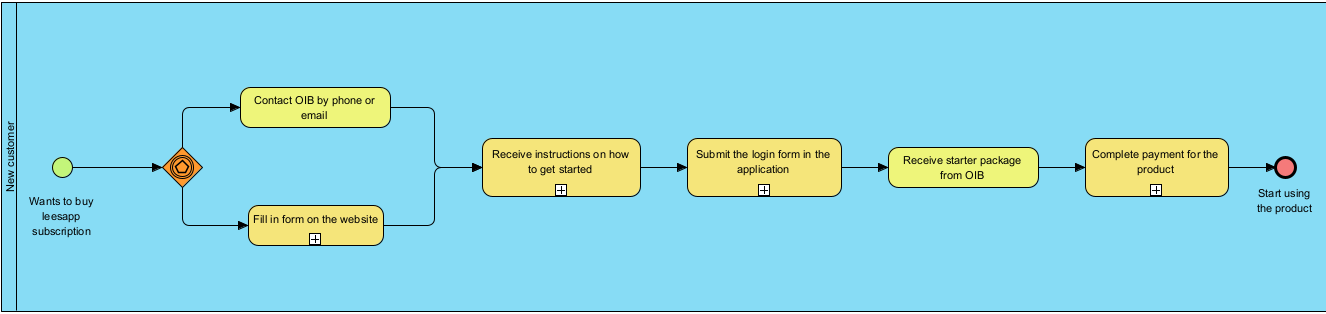 New customer
Wants to buy
leesapp
subscription
Contact OIB by phone or
email
Fill in form on the website
Receive instructions on how
to get started
Submit the login form in the
application
Receive starter package
from OIB
Complete payment for the
product
Start using
the product